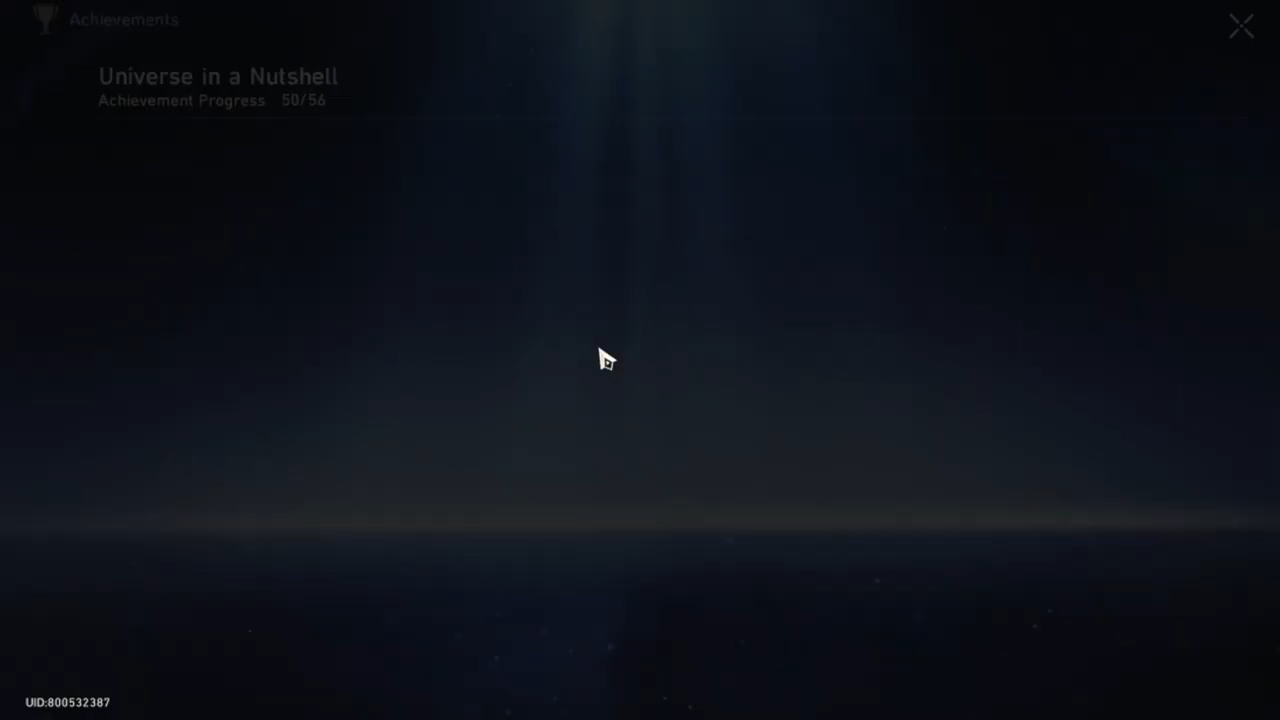 Achievements
Universe in a Nutshell
Achievement Progress 50/56
UID:800532387